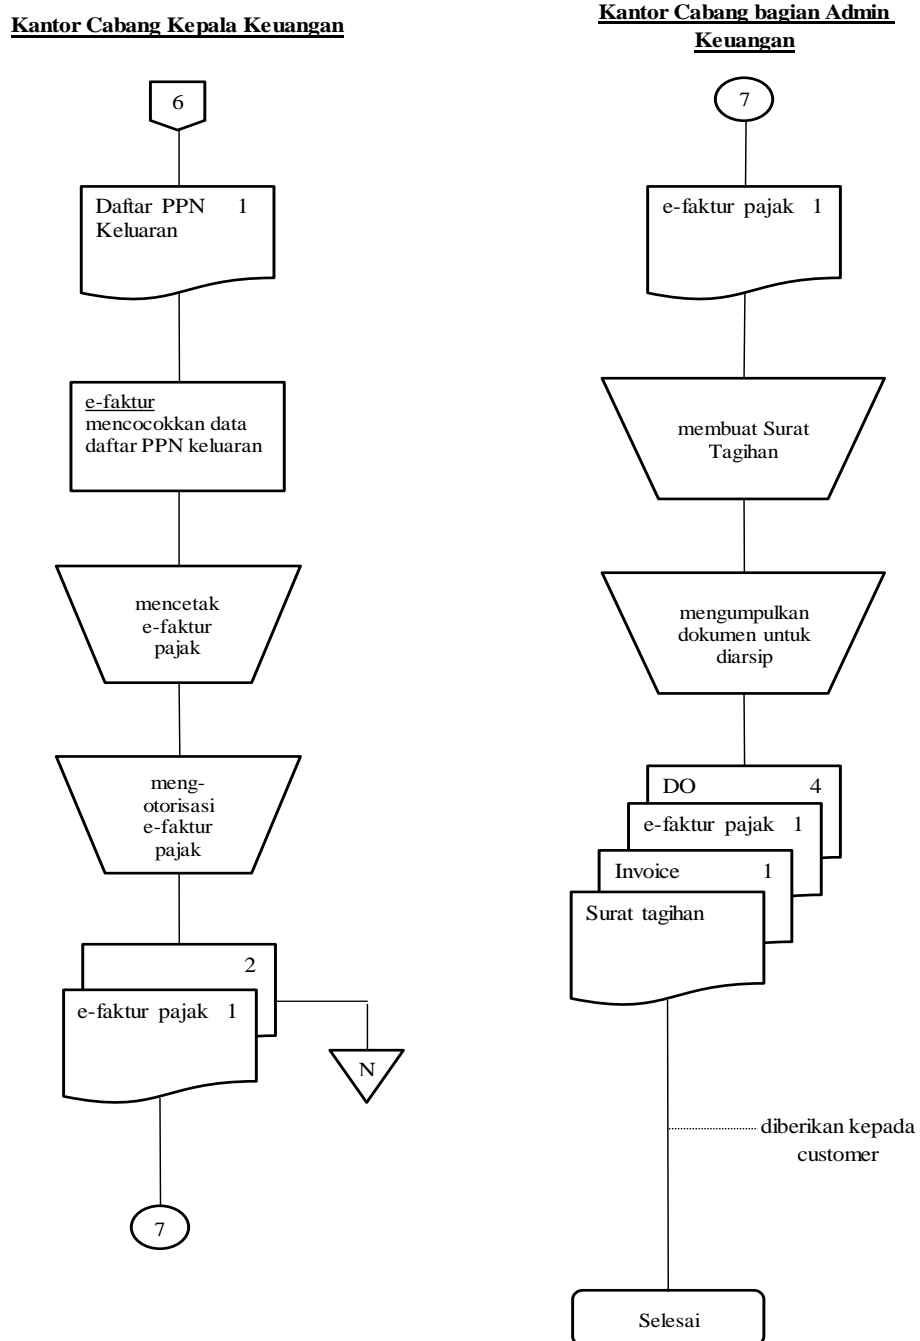 Kantor Cabang Kepala Keuangan
6
Daftar PPN 1
Keluaran
e-faktur
mencocokkan data
daftar PPN keluaran
mencetak
e-faktur
pajak
meng-
otorisasi
e-faktur
pajak
2
e-faktur pajak 1
N
7
Kantor Cabang bagian Admin
Keuangan
7
e-faktur pajak 1
membuat Surat
Tagihan
mengumpulkan
dokumen untuk
diarsip
DO 4
e-faktur pajak 1
Invoice 1
Surat tagihan
diberikan kepada
customer
Selesai